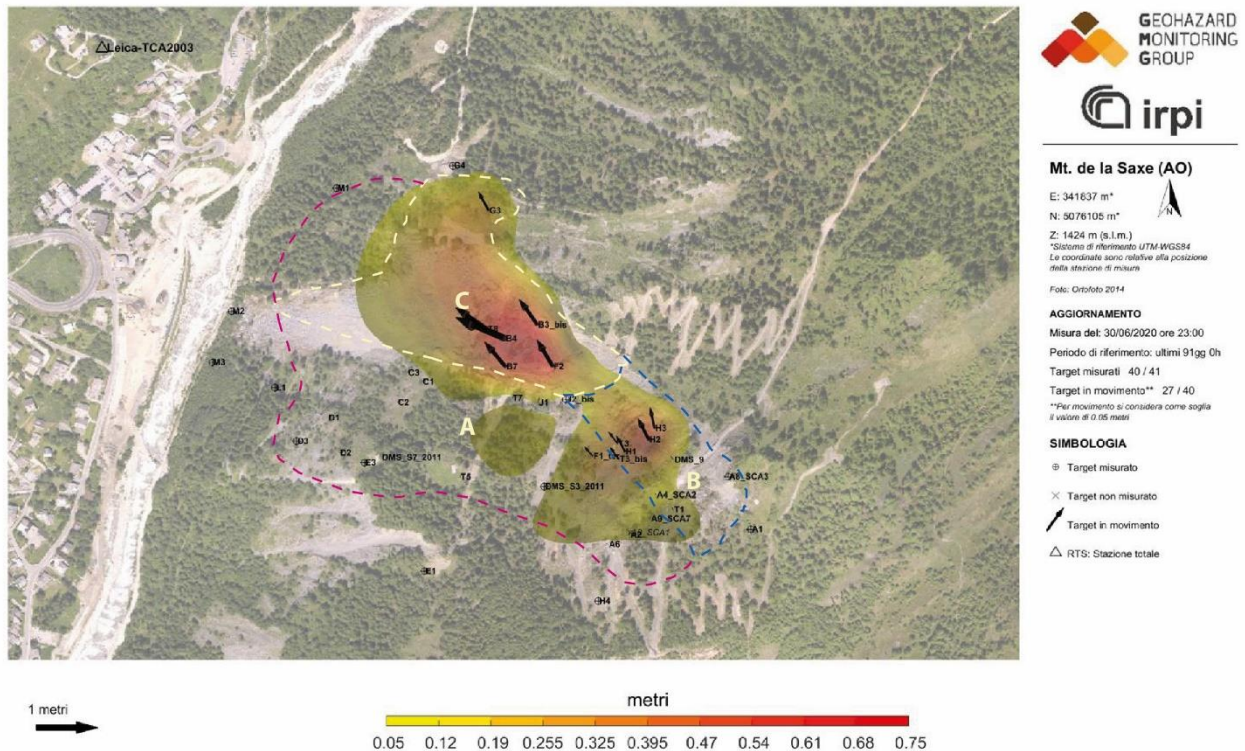 Leica-TCA2003
G4
M1
G3
C
B3_bis
B4
M2
B7
F2
M3
C3
C1
L1
C2
T7
J1
D1
A
H3
H2
D3
H1
D2
F1_bis
T3_bis
E3
DMS_S7_2011
DMS_9
T5
B
A8_SCA3
DMS_S3_2011
A4_SCA2
T1
A9_SCA7
A1
A6
E1
H4
GEOHAZARD
MONITORING
GROUP
irpi
Mt. de la Saxe (AO)
E: 341637 m*
N: 5076105 m*
N
Z: 1424 m (s.l.m.)
*Sistema di riferimento UTM-WGS84
Le coordinate sono relative alla posizione
della stazione di misura
Foto: Ortofoto 2014
AGGIORNAMENTO
Misura del: 30/06/2020 ore 23:00
Periodo di riferimento: ultimi 91gg 0h
Target misurati 40 / 41
Target in movimento** 27 / 40
**Per movimento si considera come soglia
il valore di 0.05 metri
SIMBOLOGIA
Target misurato
Target non misurato
Target in movimento
RTS: Stazione totale
1 metri
metri
0.05 0.12 0.19 0.255 0.325 0.395 0.47 0.54 0.61 0.68 0.75